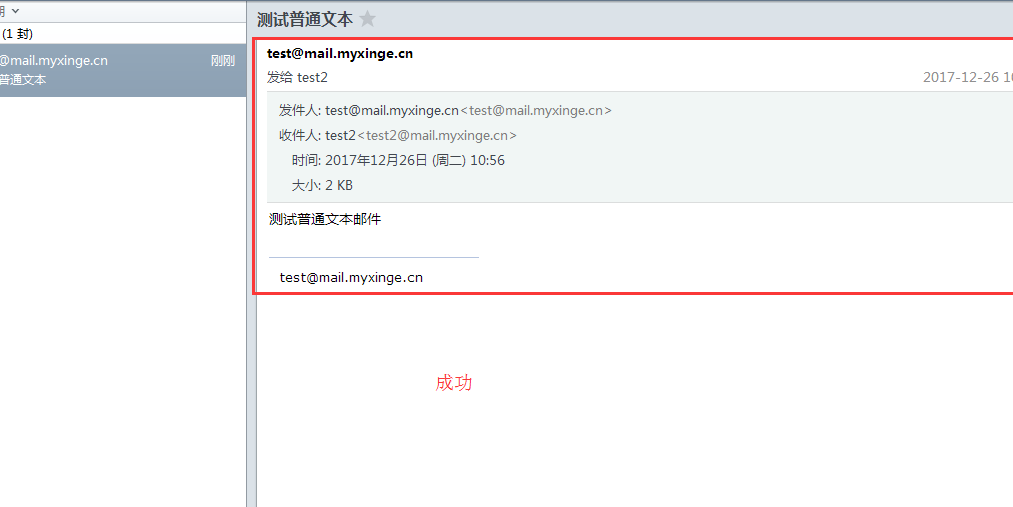 期
(1 封)
@mail.myxinge.cn 刚刚
普通文本
测试普通文本
test@mail.myxinge.cn
发给 test2 2017-12-26 10
发件人: test@mail.myxinge.cn<test@mail.myxinge.cn>
收件人: test2<test2@mail.myxinge.cn>
时间: 2017年12月26日 (周二) 10:56
大小: 2 KB
测试普通文本邮件
test@mail.myxinge.cn
成功